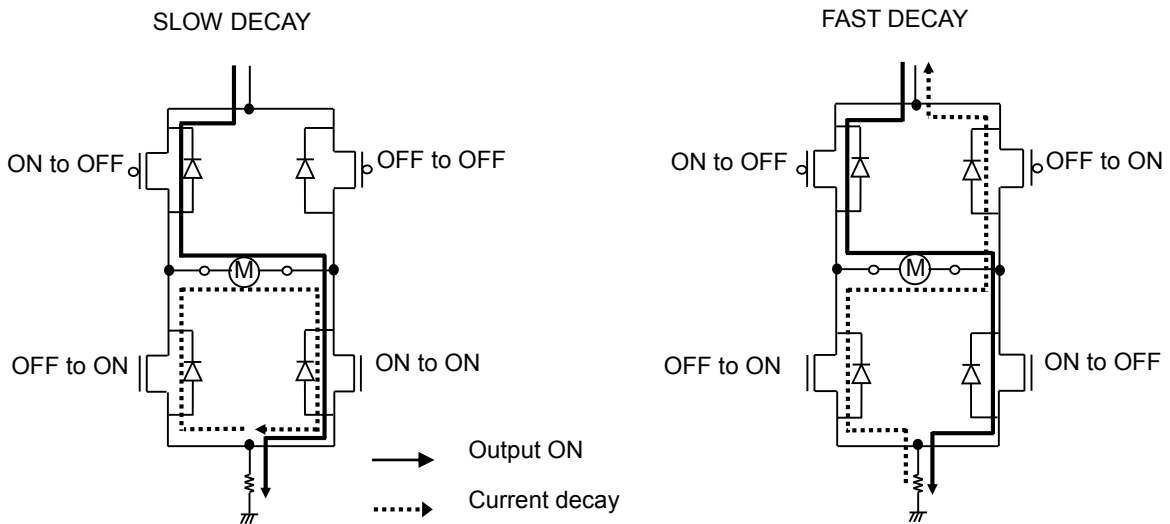 SLOW DECAY
FAST DECAY
ON to OFF
OFF to OFF
ON to OFF
OFF to ON
M
M
OFF to ON
ON to ON
OFF to ON
ON to OFF
Output ON
Current decay